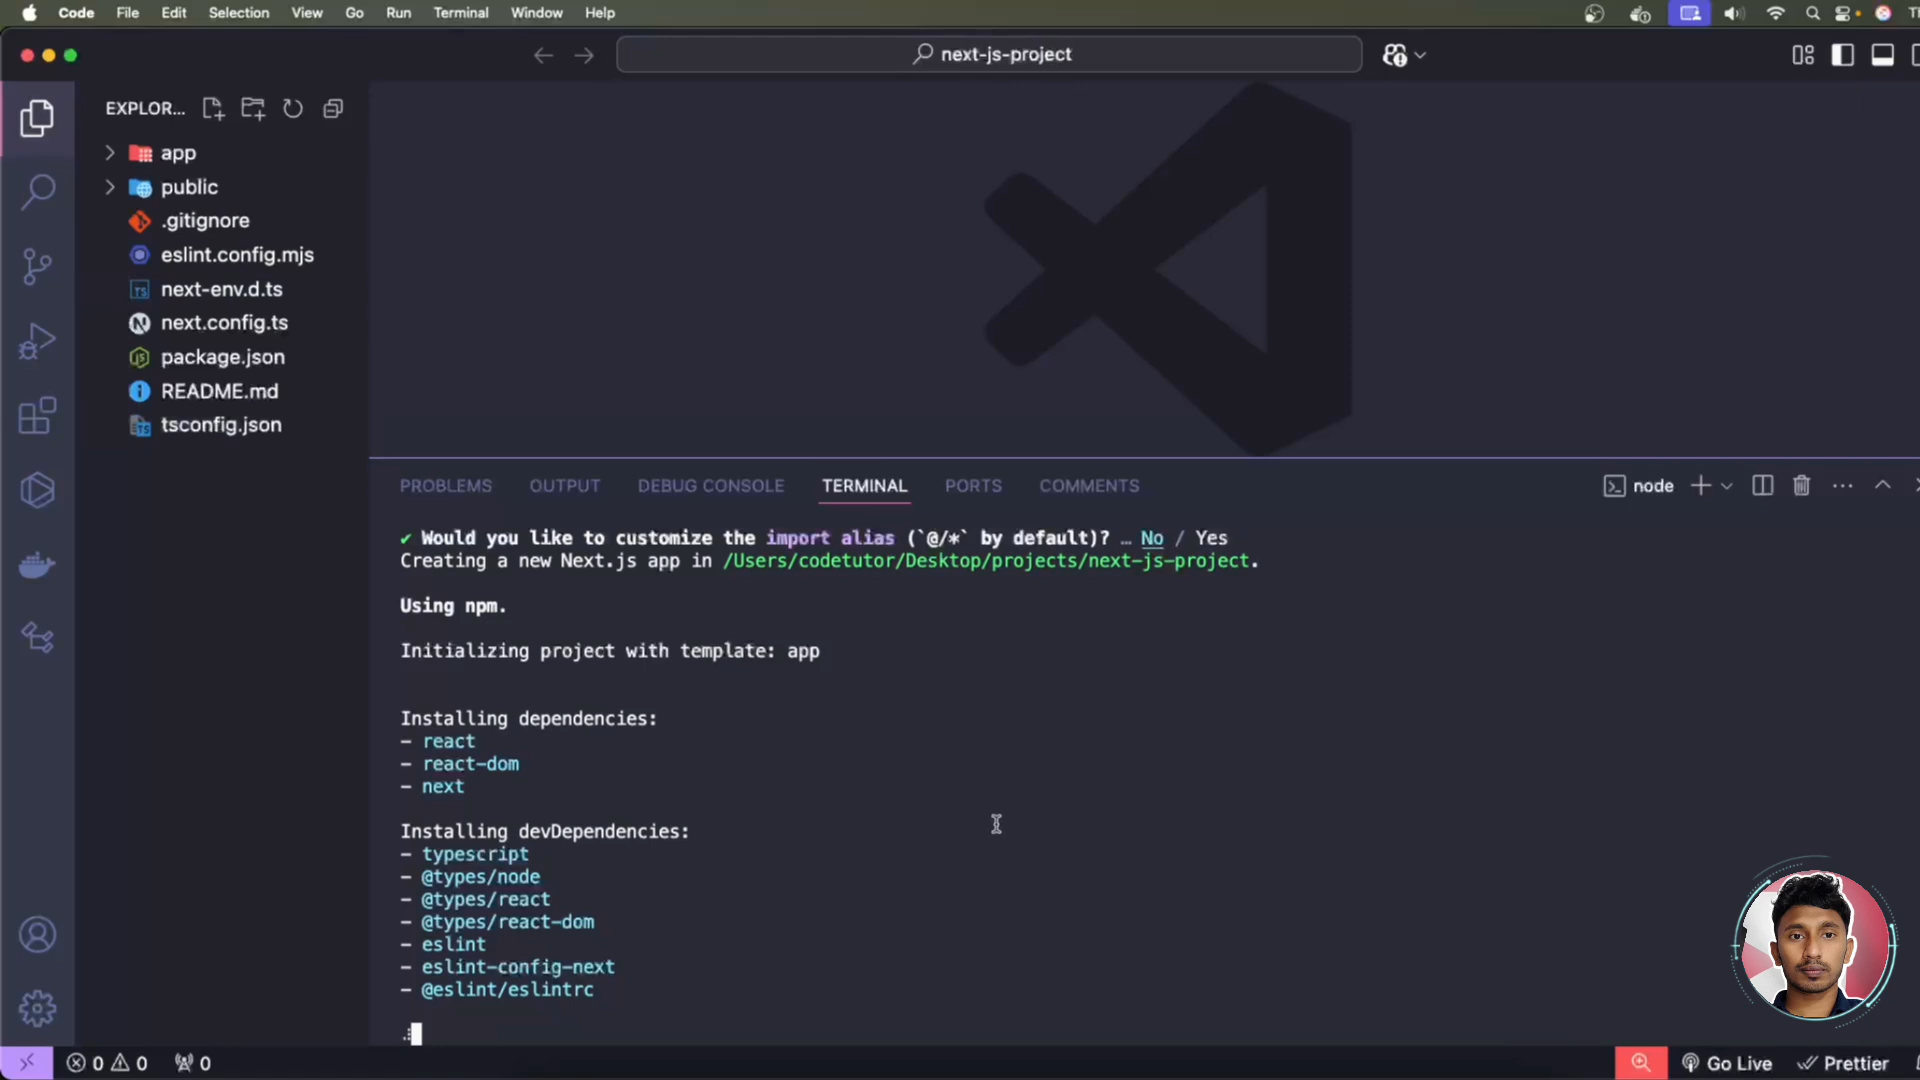 Code File Edit Selection View Go Run Terminal Window Help
next-js-project
EXPLOR...
app
public
.gitignore
eslint.config.mjs
next-env.d.ts
next.config.ts
package.json
README.md
tsconfig.json
PROBLEMS OUTPUT DEBUG CONSOLE TERMINAL PORTS COMMENTS
node
✔ Would you like to customize the import alias (`@/*` by default)? … No / Yes
Creating a new Next.js app in /Users/codetutor/Desktop/projects/next-js-project.
Using npm.
Initializing project with template: app
Installing dependencies:
- react
- react-dom
- next
Installing devDependencies:
- typescript
- @types/node
- @types/react
- @types/react-dom
- eslint
- eslint-config-next
- @eslint/eslintrc
0 0 0
Go Live Prettier